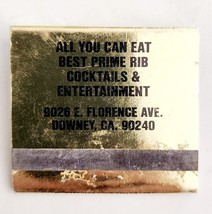 ALL YOU CAN EAT
BEST PRIME RIB
COCKTAILS &
ENTERTAINMENT
9026 E. FLORENCE AVE.
DOWNEY, CA. 90240